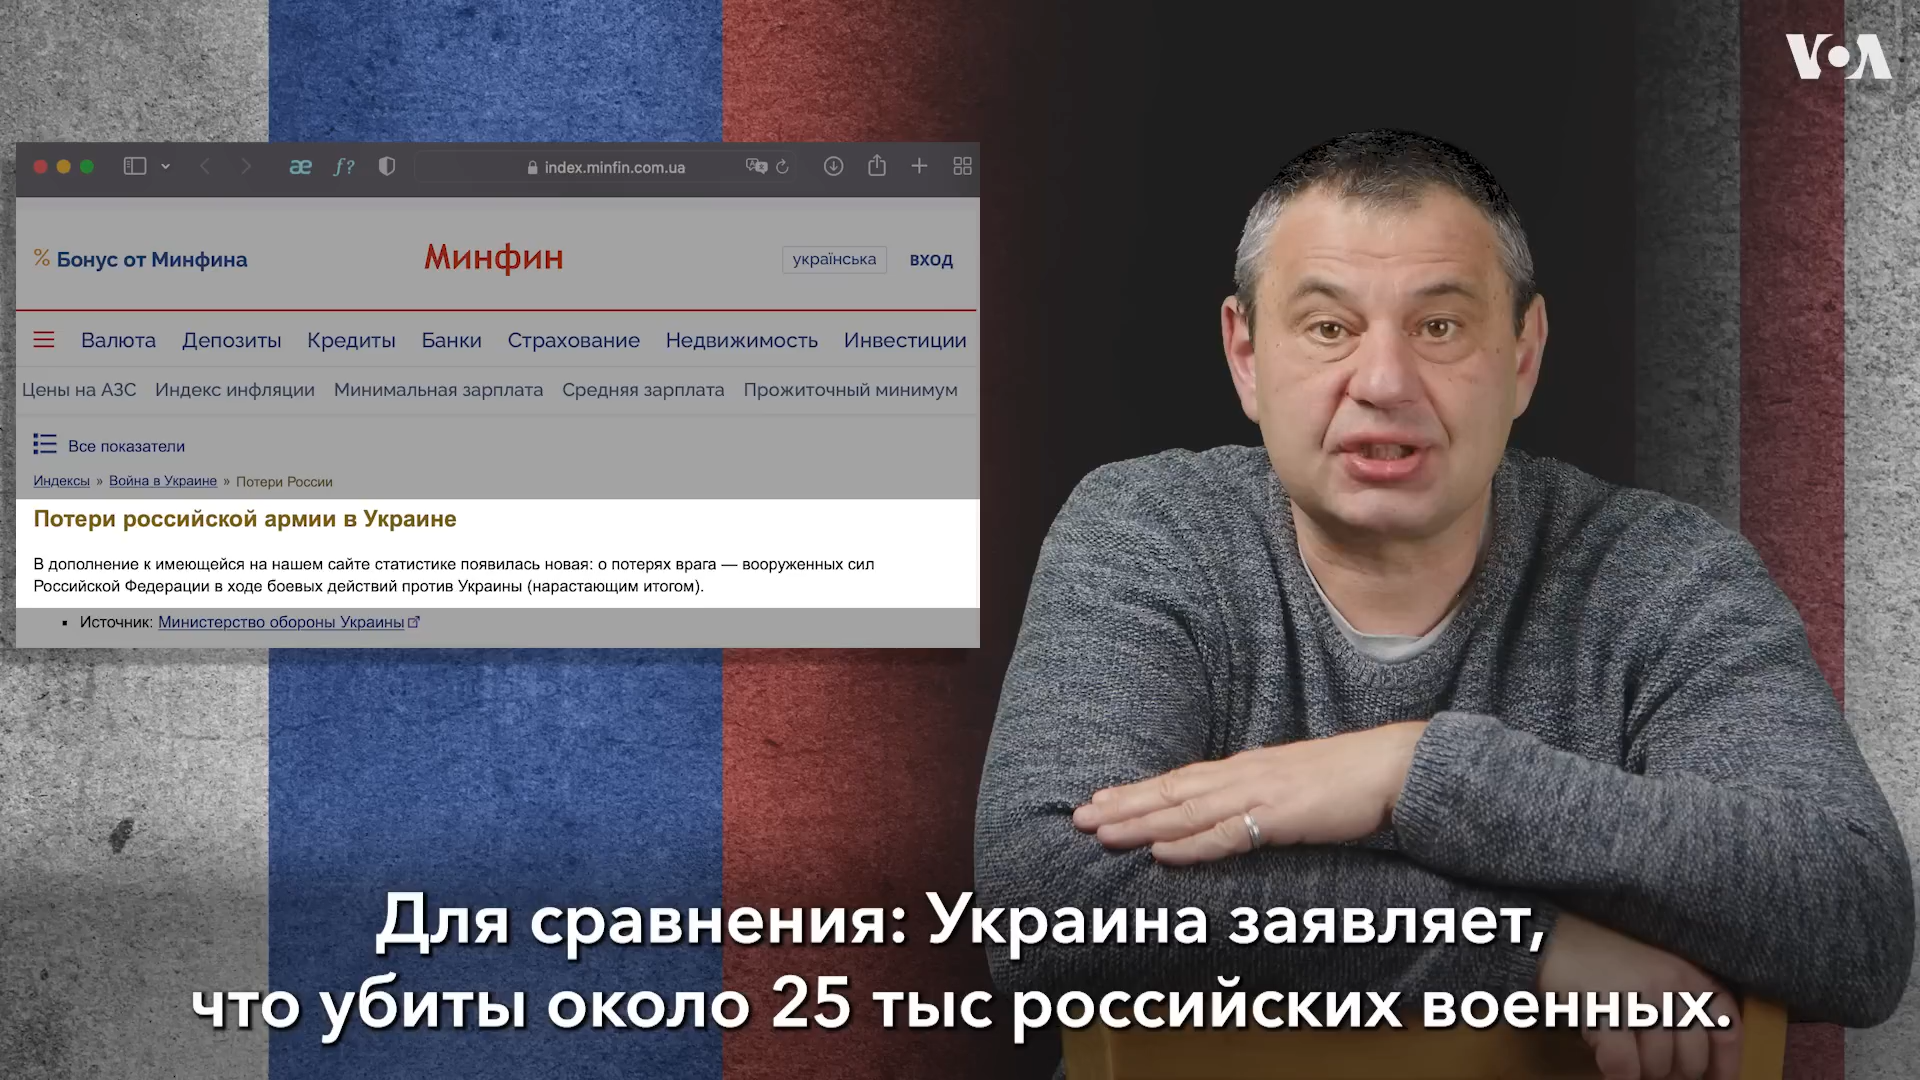 VOA
index.minfin.com.ua
% Бонус от Минфина
Минфин
українська
ВХОД
Валюта Депозиты Кредиты Банки Страхование Недвижимость Инвестиции
Цены на АЗС Индекс инфляции Минимальная зарплата Средняя зарплата Прожиточный минимум
Все показатели
Индексы » Война в Украине » Потери России
Потери российской армии в Украине
В дополнение к имеющейся на нашем сайте статистике появилась новая: о потерях врага — вооруженных сил
Российской Федерации в ходе боевых действий против Украины (нарастающим итогом).
▪ Источник: Министерство обороны Украины
Для сравнения: Украина заявляет,
что убиты около 25 тыс российских военных.